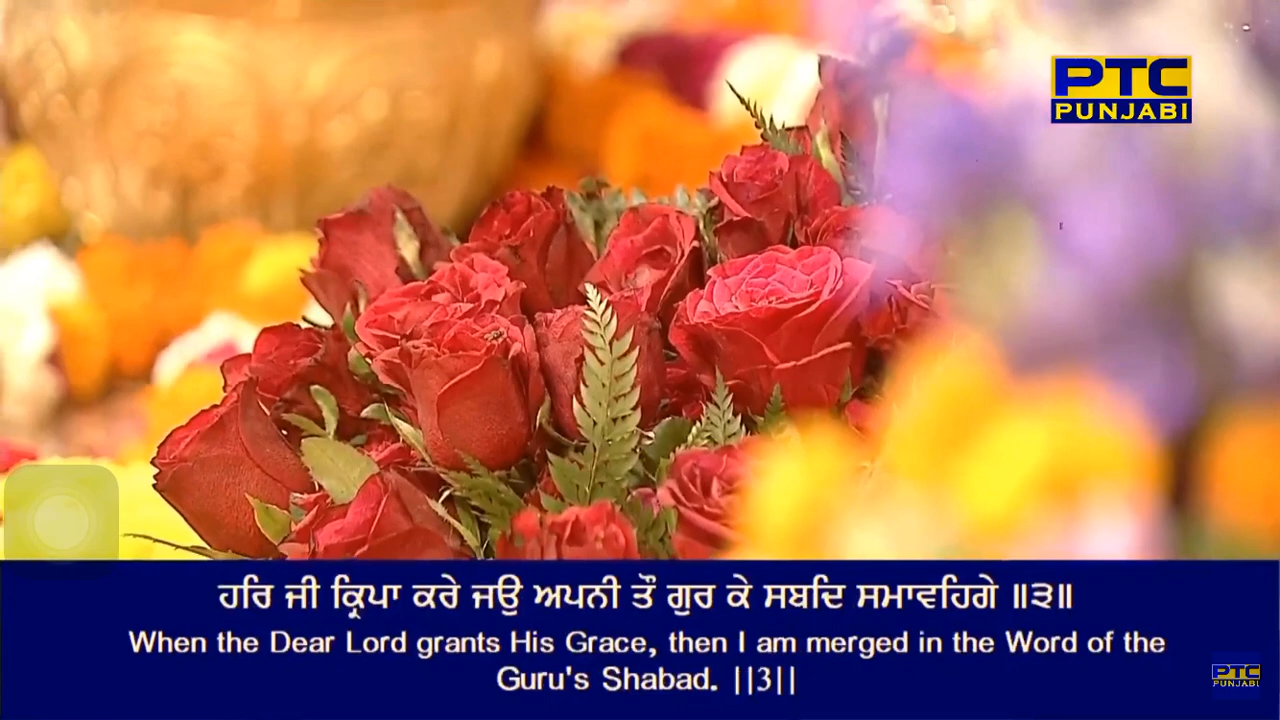 PTC
PUNJABI
ਹਰਿ ਜੀ ਕ੍ਰਿਪਾ ਕਰੇ ਜਉ ਅਪਨੀ ਤੌ ਗੁਰ ਕੇ ਸਬਦਿ ਸਮਾਵਹਿਗੇ ॥੩॥
When the Dear Lord grants His Grace, then I am merged in the Word of the
Guru's Shabad. ||3||
PTC
PUNJABI